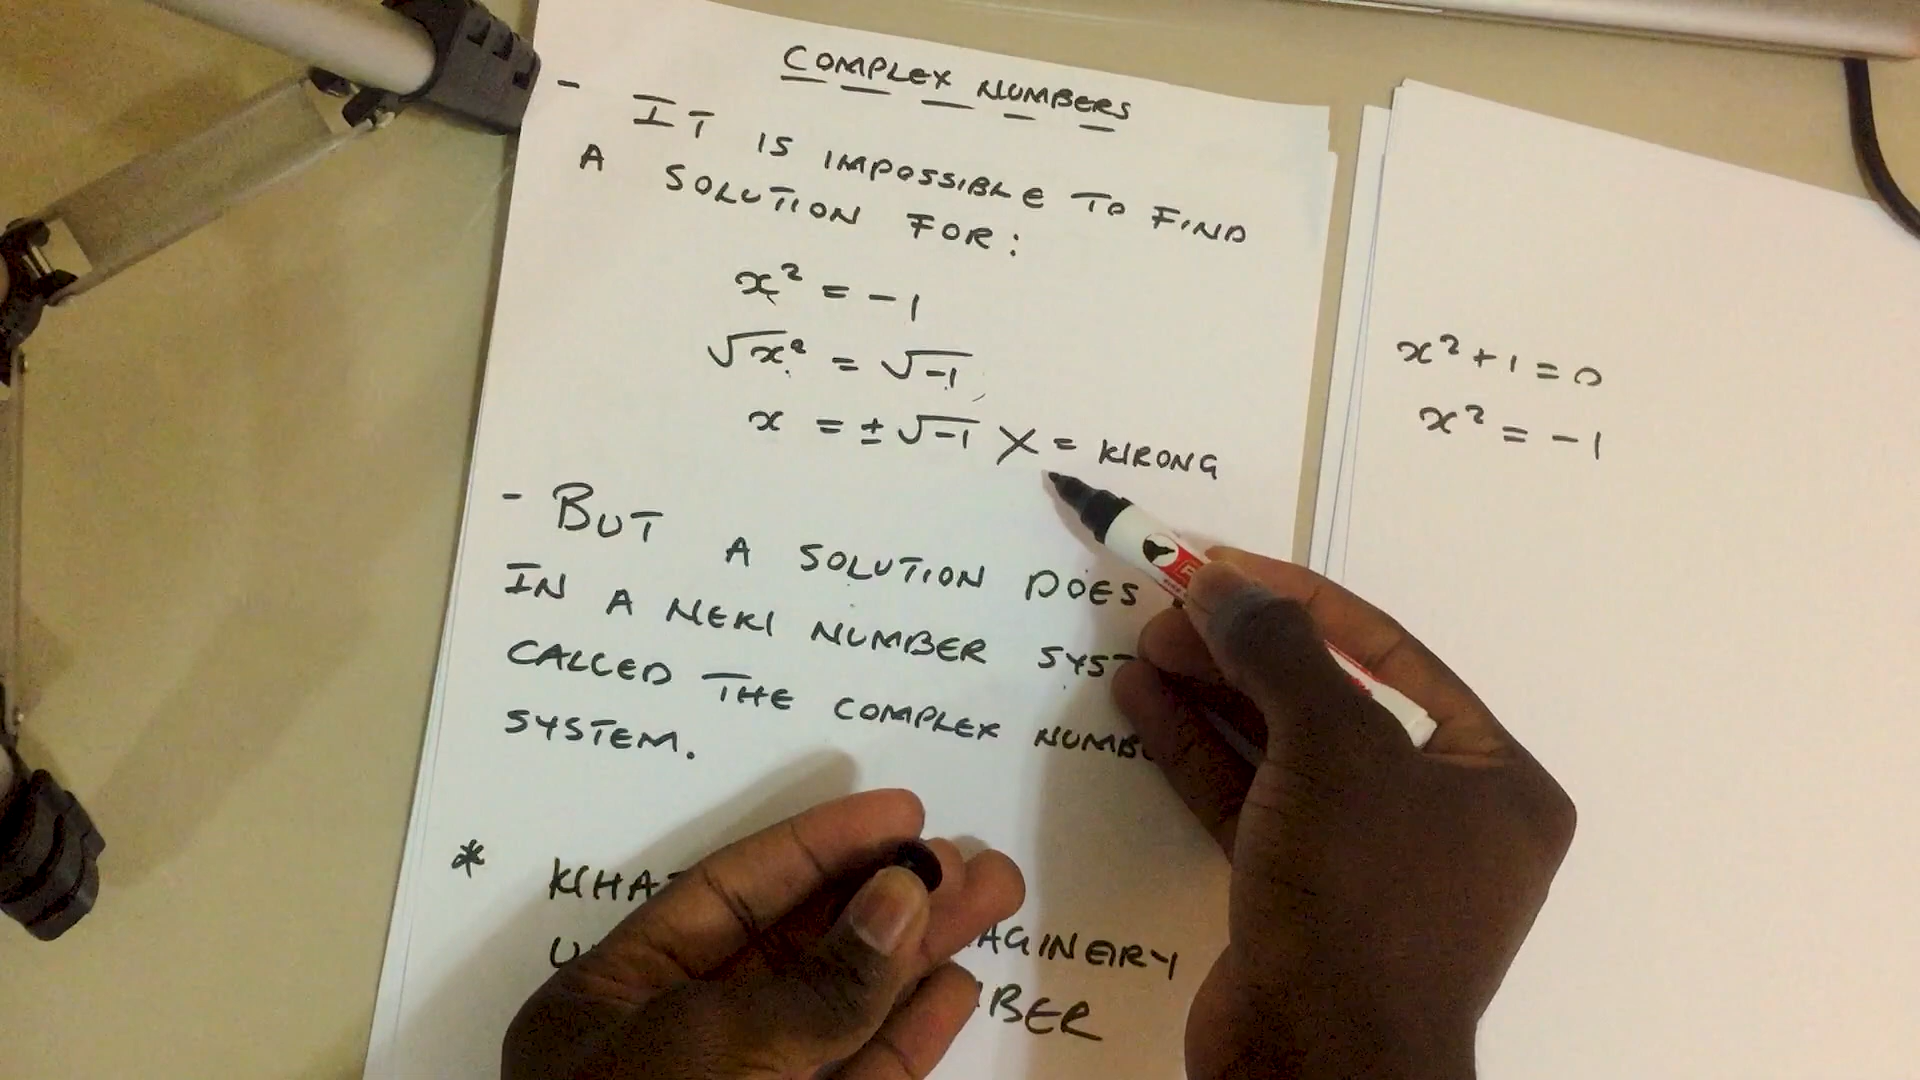 COMPLEX NUMBERS
- IT IS IMPOSSIBLE TO FIND
A SOLUTION FOR:
x² = -1
√x² = √-1
x = ±√-1 X = WRONG
- BUT A SOLUTION DOES
IN A NEW NUMBER SYST
CALLED THE COMPLEX NUMB
SYSTEM.
*
AGINERY
BER
x² + 1 = 0
x² = -1